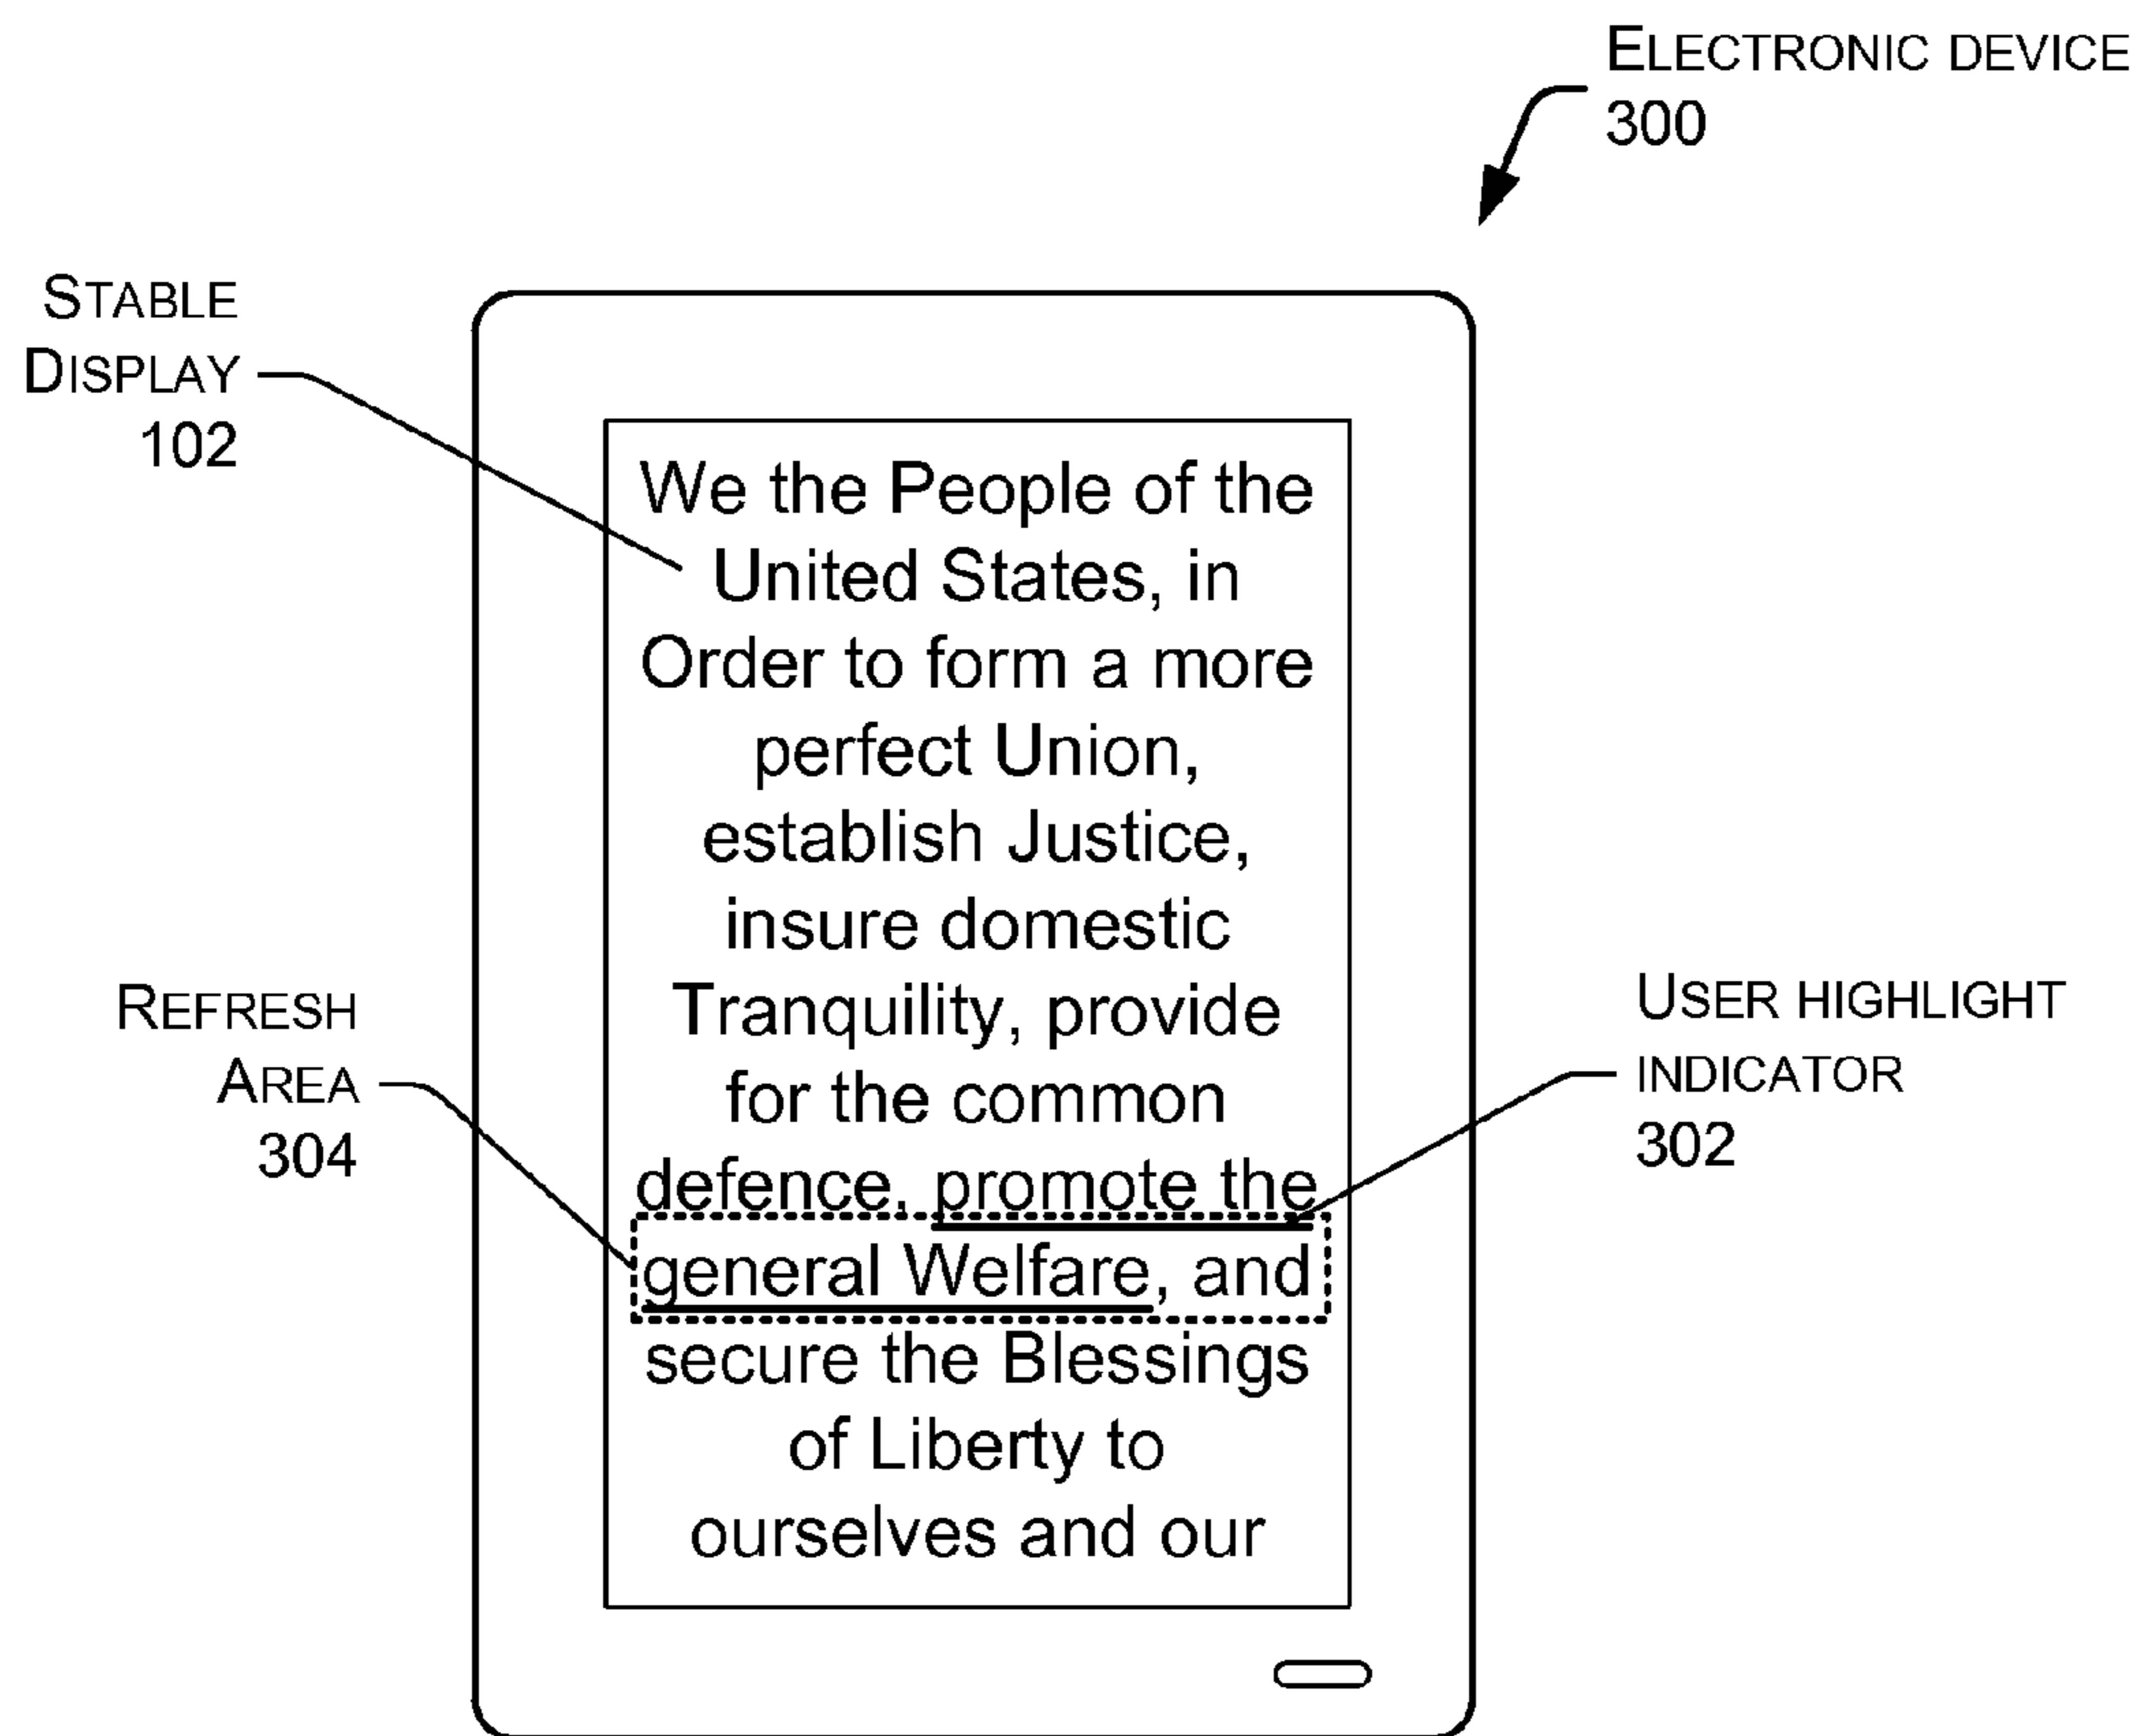 ELECTRONIC DEVICE
300
STABLE
DISPLAY
102
We the People of the
United States, in
Order to form a more
perfect Union,
establish Justice,
insure domestic
Tranquility, provide
for the common
defence, promote the
general Welfare, and
secure the Blessings
of Liberty to
ourselves and our
REFRESH
AREA
304
USER HIGHLIGHT
INDICATOR
302